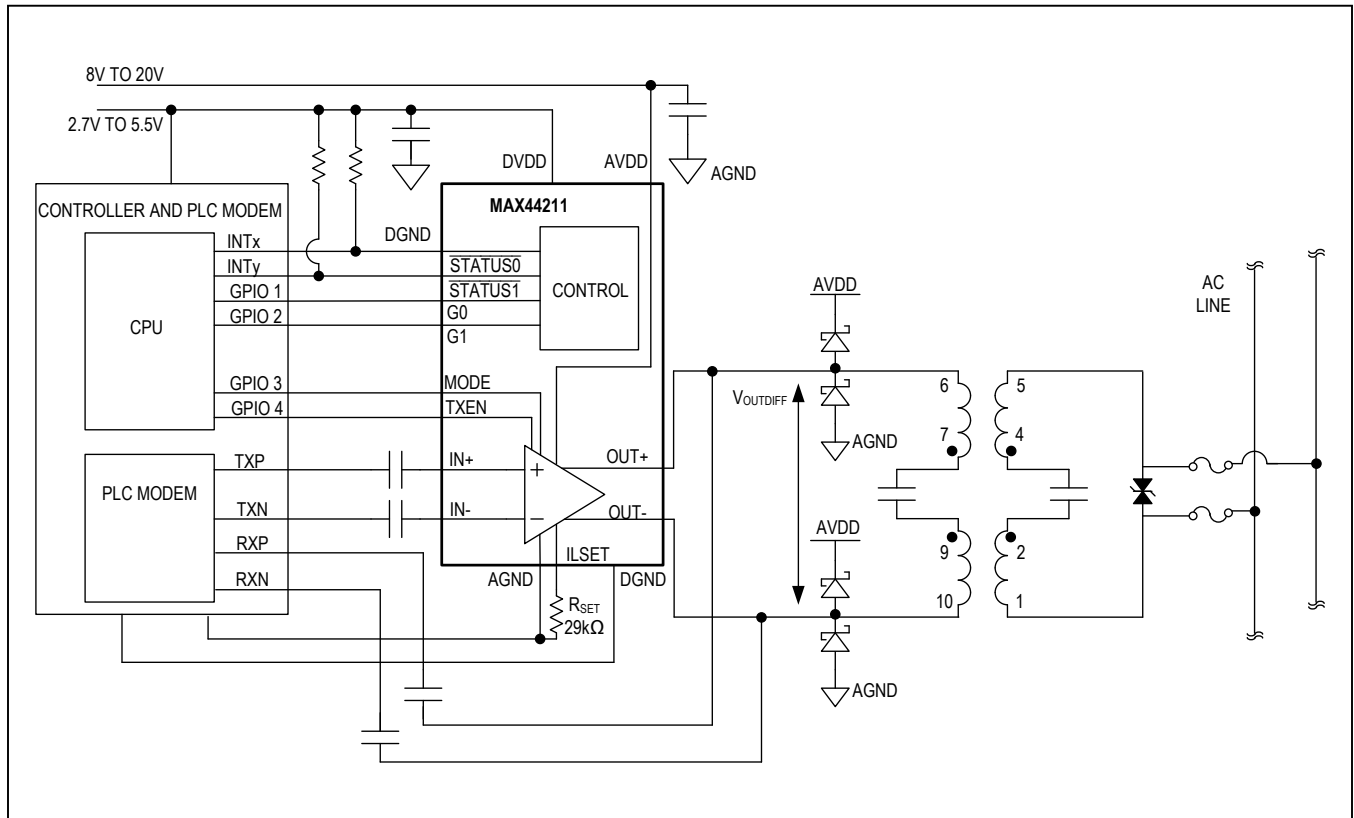 8V TO 20V
2.7V TO 5.5V
DVDD
AVDD
AGND
CONTROLLER AND PLC MODEM
MAX44211
DGND
INTx
INTy
GPIO 1
GPIO 2
CPU
STATUS0
STATUS1
G0
G1
CONTROL
GPIO 3
GPIO 4
MODE
TXEN
PLC MODEM
TXP
TXN
RXP
RXN
IN+
IN-
+
−
OUT+
OUT-
ILSET
AGND
DGND
RSET
29kΩ
AVDD
AGND
VOUTDIFF
AVDD
AGND
6
7
9
10
5
4
2
1
AC
LINE